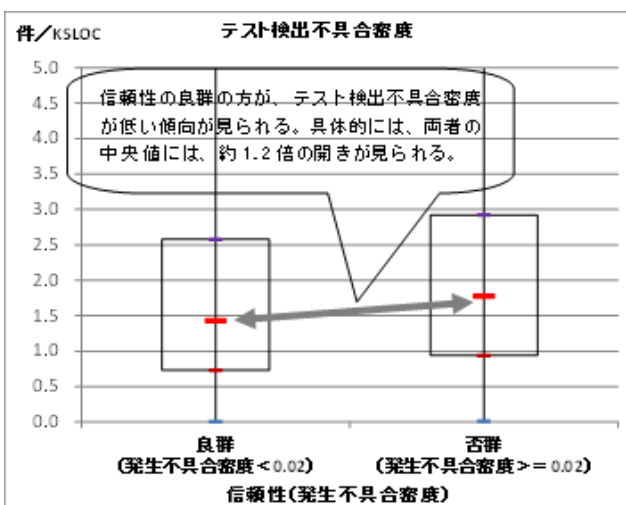 件／KSLOC
テスト検出不具合密度
5.0
4.5
4.0
3.5
3.0
2.5
2.0
1.5
1.0
0.5
0.0
信頼性の良群の方が、テスト検出不具合密度
が低い傾向が見られる。具体的には、両者の
中央値には、約1.2倍の開きが見られる。
良群
（発生不具合密度＜0.02）
否群
（発生不具合密度＞＝0.02）
信頼性（発生不具合密度）